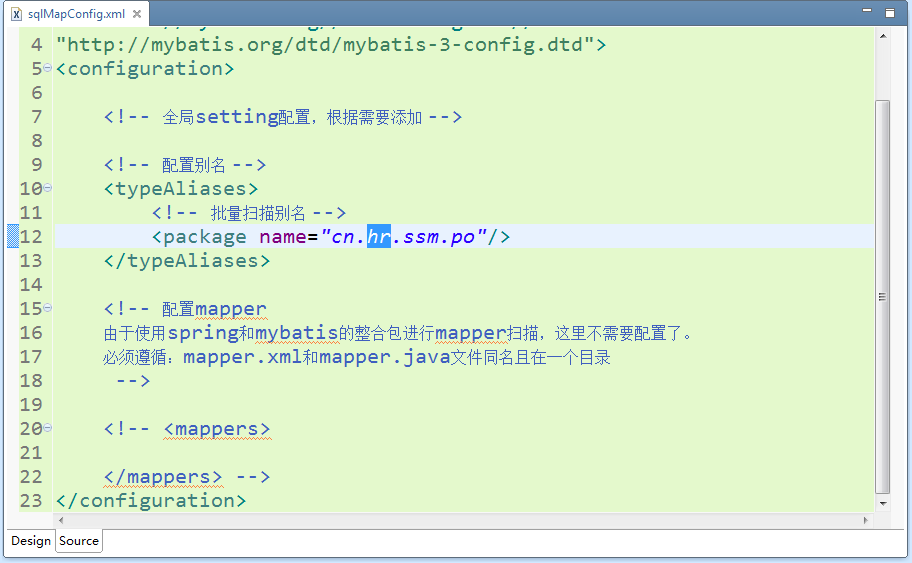 sqlMapConfig.xml
4 "http://mybatis.org/dtd/mybatis-3-config.dtd">
5 <configuration>
6
7 <!-- 全局setting配置，根据需要添加 -->
8
9 <!-- 配置别名 -->
10 <typeAliases>
11 <!-- 批量扫描别名 -->
12 <package name="cn.hr.ssm.po"/>
13 </typeAliases>
14
15 <!-- 配置mapper
16 由于使用spring和mybatis的整合包进行mapper扫描，这里不需要配置了。
17 必须遵循：mapper.xml和mapper.java文件同名且在一个目录
18 -->
19
20 <!-- <mappers>
21
22 </mappers> -->
23 </configuration>
Design Source